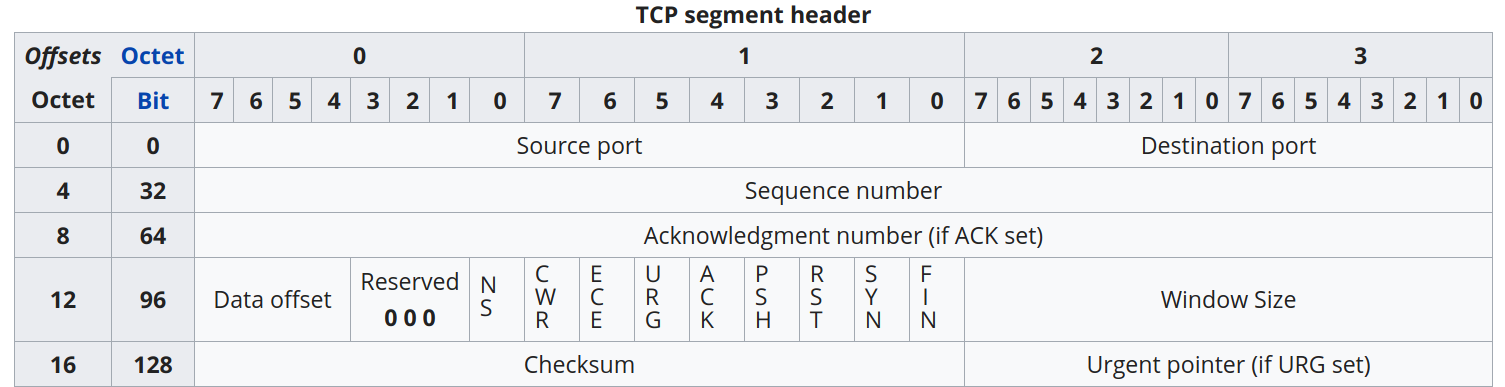 TCP segment header
Offsets Octet 0 1 2 3
Octet Bit 7 6 5 4 3 2 1 0 7 6 5 4 3 2 1 0 7 6 5 4 3 2 1 0 7 6 5 4 3 2 1 0
0 0 Source port Destination port
4 32 Sequence number
8 64 Acknowledgment number (if ACK set)
12 96 Data offset Reserved 0 0 0 NS CWR ECE URG ACK PSH RST SYN FIN Window Size
16 128 Checksum Urgent pointer (if URG set)